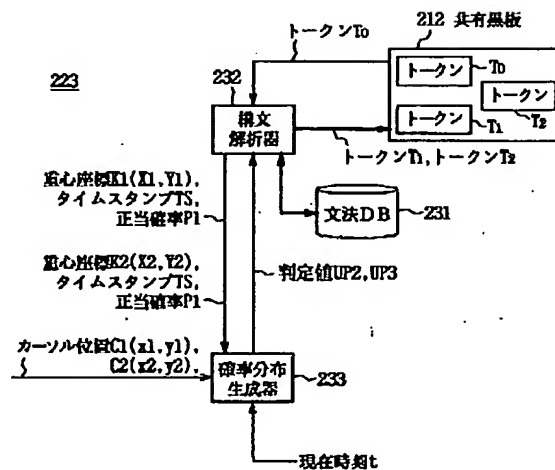 トークンT0
212 共有黒板
トークン
T0
トークン
T2
トークン
T1
223
232
構文
解析器
トークンT1,トークンT2
重心座標K1(X1,Y1),
タイムスタンプTS,
正当確率P1
文法DB
231
重心座標K2(X2,Y2),
タイムスタンプTS,
正当確率P1
判定値UP2,UP3
カーソル位置C1(x1,y1),
C2(x2,y2),
確率分布
生成器
233
現在時刻t